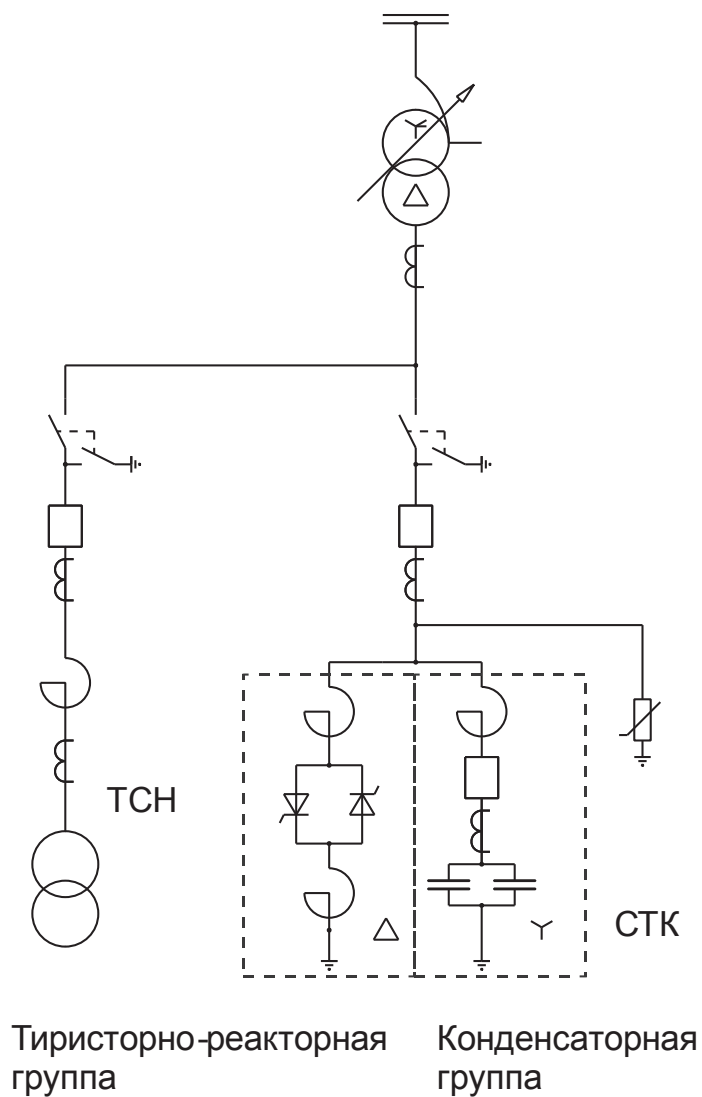 ТСН
СТК
Тиристорно-реакторная
группа
Конденсаторная
группа